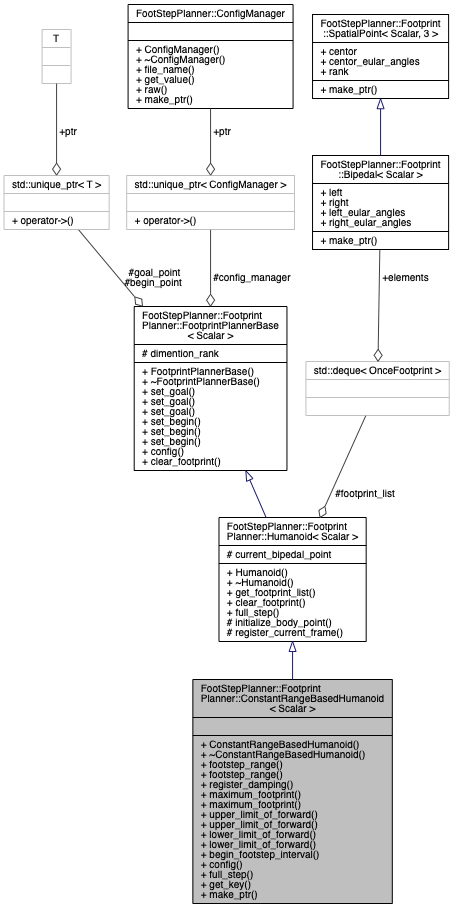 T
+ptr
std::unique_ptr< T >
+ operator->()
FootStepPlanner::ConfigManager
+ ConfigManager()
+ ~ConfigManager()
+ file_name()
+ get_value()
+ raw()
+ make_ptr()
+ptr
std::unique_ptr< ConfigManager >
+ operator->()
FootStepPlanner::Footprint
::SpatialPoint< Scalar, 3 >
+ centor
+ centor_eular_angles
+ rank
+ make_ptr()
FootStepPlanner::Footprint
::Bipedal< Scalar >
+ left
+ right
+ left_eular_angles
+ right_eular_angles
+ make_ptr()
#goal_point
#begin_point
#config_manager
+elements
FootStepPlanner::Footprint
Planner::FootprintPlannerBase
< Scalar >
# dimention_rank
+ FootprintPlannerBase()
+ ~FootprintPlannerBase()
+ set_goal()
+ set_goal()
+ set_goal()
+ set_begin()
+ set_begin()
+ set_begin()
+ config()
+ clear_footprint()
std::deque< OnceFootprint >
#footprint_list
FootStepPlanner::Footprint
Planner::Humanoid< Scalar >
# current_bipedal_point
+ Humanoid()
+ ~Humanoid()
+ get_footprint_list()
+ clear_footprint()
+ full_step()
# initialize_body_point()
# register_current_frame()
FootStepPlanner::Footprint
Planner::ConstantRangeBasedHumanoid
< Scalar >
+ ConstantRangeBasedHumanoid()
+ ~ConstantRangeBasedHumanoid()
+ footstep_range()
+ footstep_range()
+ register_damping()
+ maximum_footprint()
+ maximum_footprint()
+ upper_limit_of_forward()
+ upper_limit_of_forward()
+ lower_limit_of_forward()
+ lower_limit_of_forward()
+ begin_footstep_interval()
+ config()
+ full_step()
+ get_key()
+ make_ptr()